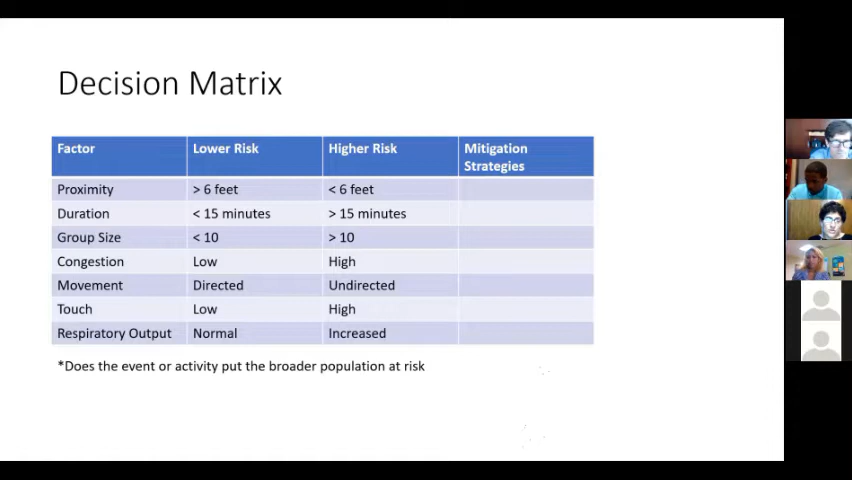 Decision Matrix
Factor Lower Risk Higher Risk Mitigation
Strategies
Proximity > 6 feet < 6 feet
Duration < 15 minutes > 15 minutes
Group Size < 10 > 10
Congestion Low High
Movement Directed Undirected
Touch Low High
Respiratory Output Normal Increased
*Does the event or activity put the broader population at risk